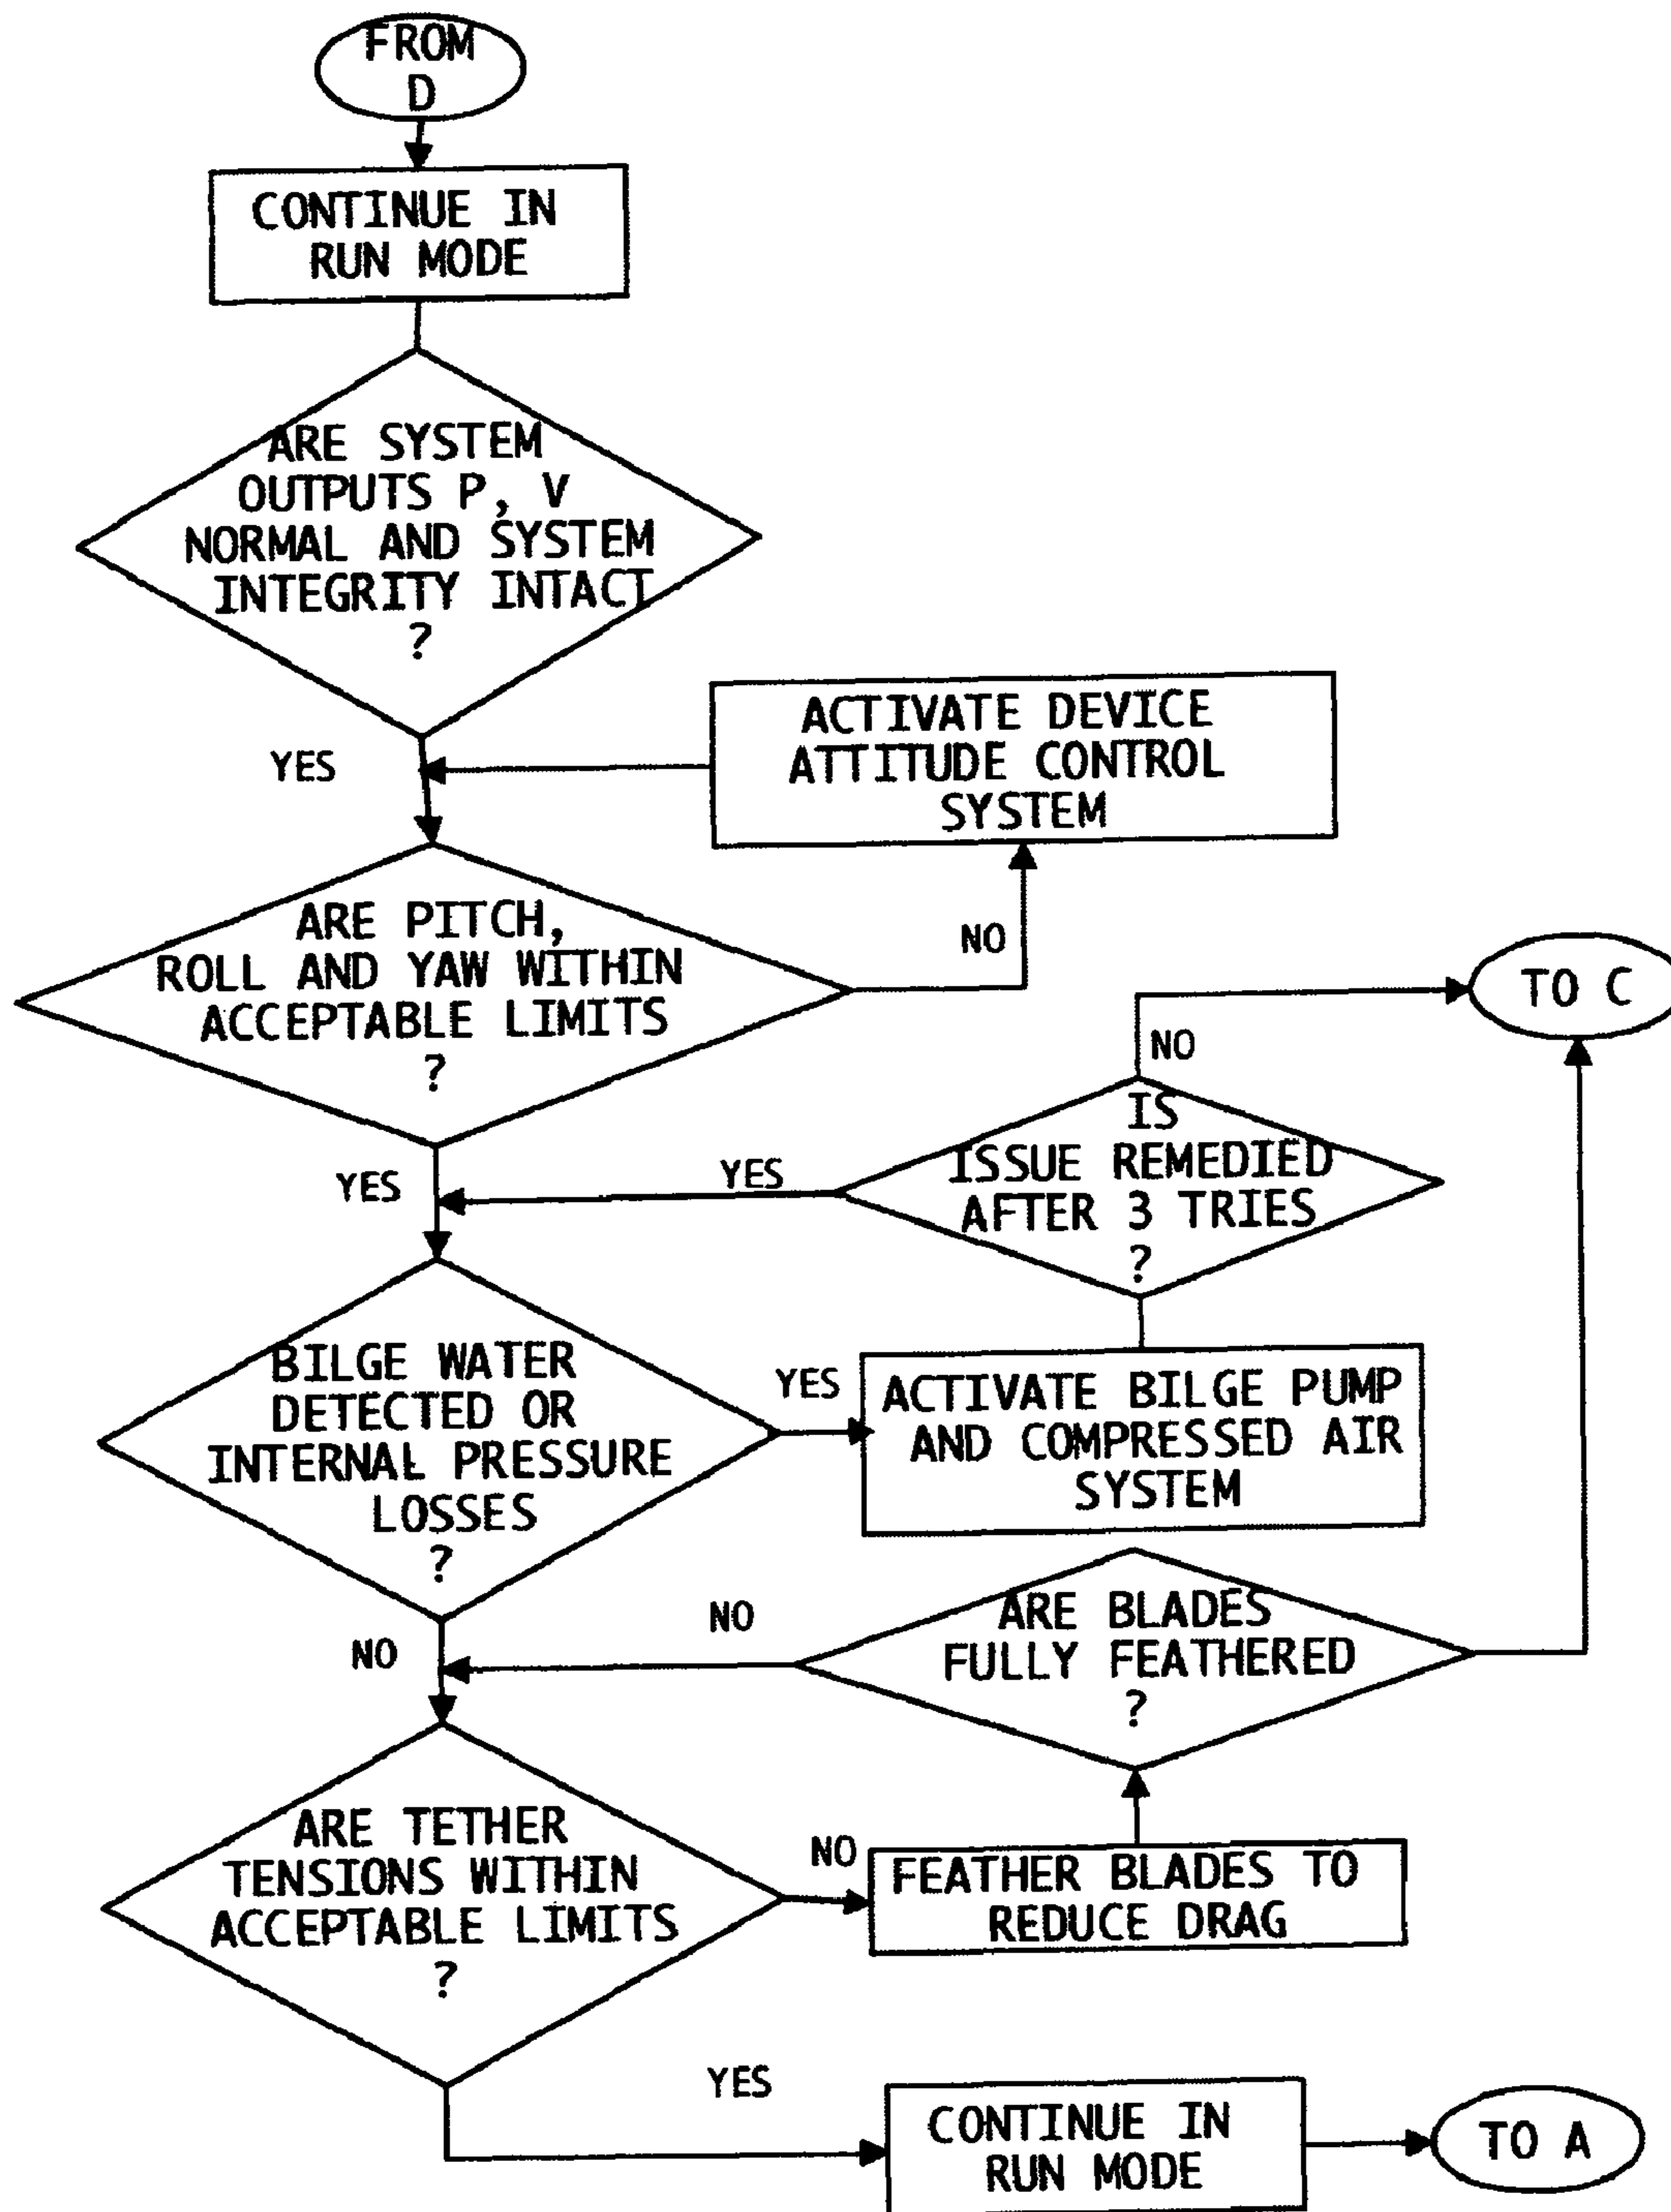 FROM
D
CONTINUE IN
RUN MODE
ARE SYSTEM
OUTPUTS P, V
NORMAL AND SYSTEM
INTEGRITY INTACT
?
YES
ACTIVATE DEVICE
ATTITUDE CONTROL
SYSTEM
ARE PITCH,
ROLL AND YAW WITHIN
ACCEPTABLE LIMITS
?
NO
TO C
NO
IS
ISSUE REMEDIED
AFTER 3 TRIES
?
YES
YES
BILGE WATER
DETECTED OR
INTERNAL PRESSURE
LOSSES
?
YES
ACTIVATE BILGE PUMP
AND COMPRESSED AIR
SYSTEM
NO
NO
ARE BLADES
FULLY FEATHERED
?
ARE TETHER
TENSIONS WITHIN
ACCEPTABLE LIMITS
?
NO
FEATHER BLADES TO
REDUCE DRAG
YES
CONTINUE IN
RUN MODE
TO A